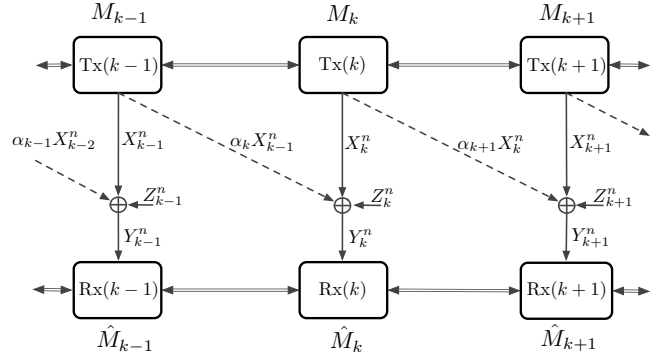 M_{k−1} M_k M_{k+1}
Tx(k − 1) Tx(k) Tx(k + 1)
α_{k−1}X^n_{k−2} X^n_{k−1} α_kX^n_{k−1} X^n_k α_{k+1}X^n_k X^n_{k+1}
Z^n_{k−1} Z^n_k Z^n_{k+1}
Y^n_{k−1} Y^n_k Y^n_{k+1}
Rx(k − 1) Rx(k) Rx(k + 1)
M̂_{k−1} M̂_k M̂_{k+1}